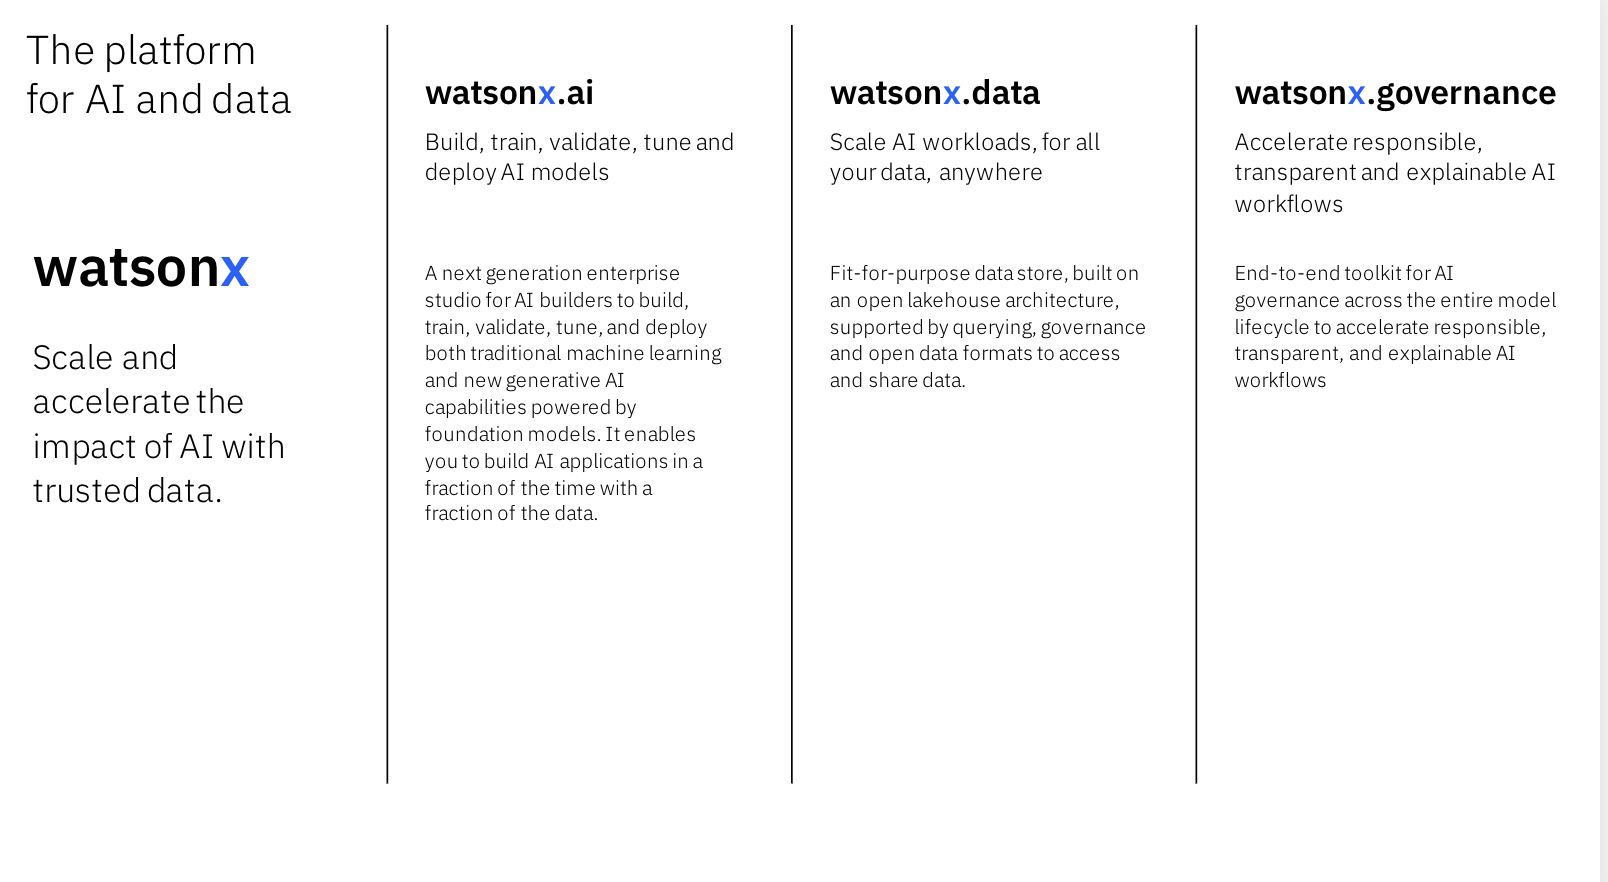 The platform
for AI and data
watsonx
Scale and
accelerate the
impact of AI with
trusted data.
watsonx.ai
Build, train, validate, tune and
deploy AI models
A next generation enterprise
studio for AI builders to build,
train, validate, tune, and deploy
both traditional machine learning
and new generative AI
capabilities powered by
foundation models. It enables
you to build AI applications in a
fraction of the time with a
fraction of the data.
watsonx.data
Scale AI workloads, for all
your data, anywhere
Fit-for-purpose data store, built on
an open lakehouse architecture,
supported by querying, governance
and open data formats to access
and share data.
watsonx.governance
Accelerate responsible,
transparent and explainable AI
workflows
End-to-end toolkit for AI
governance across the entire model
lifecycle to accelerate responsible,
transparent, and explainable AI
workflows